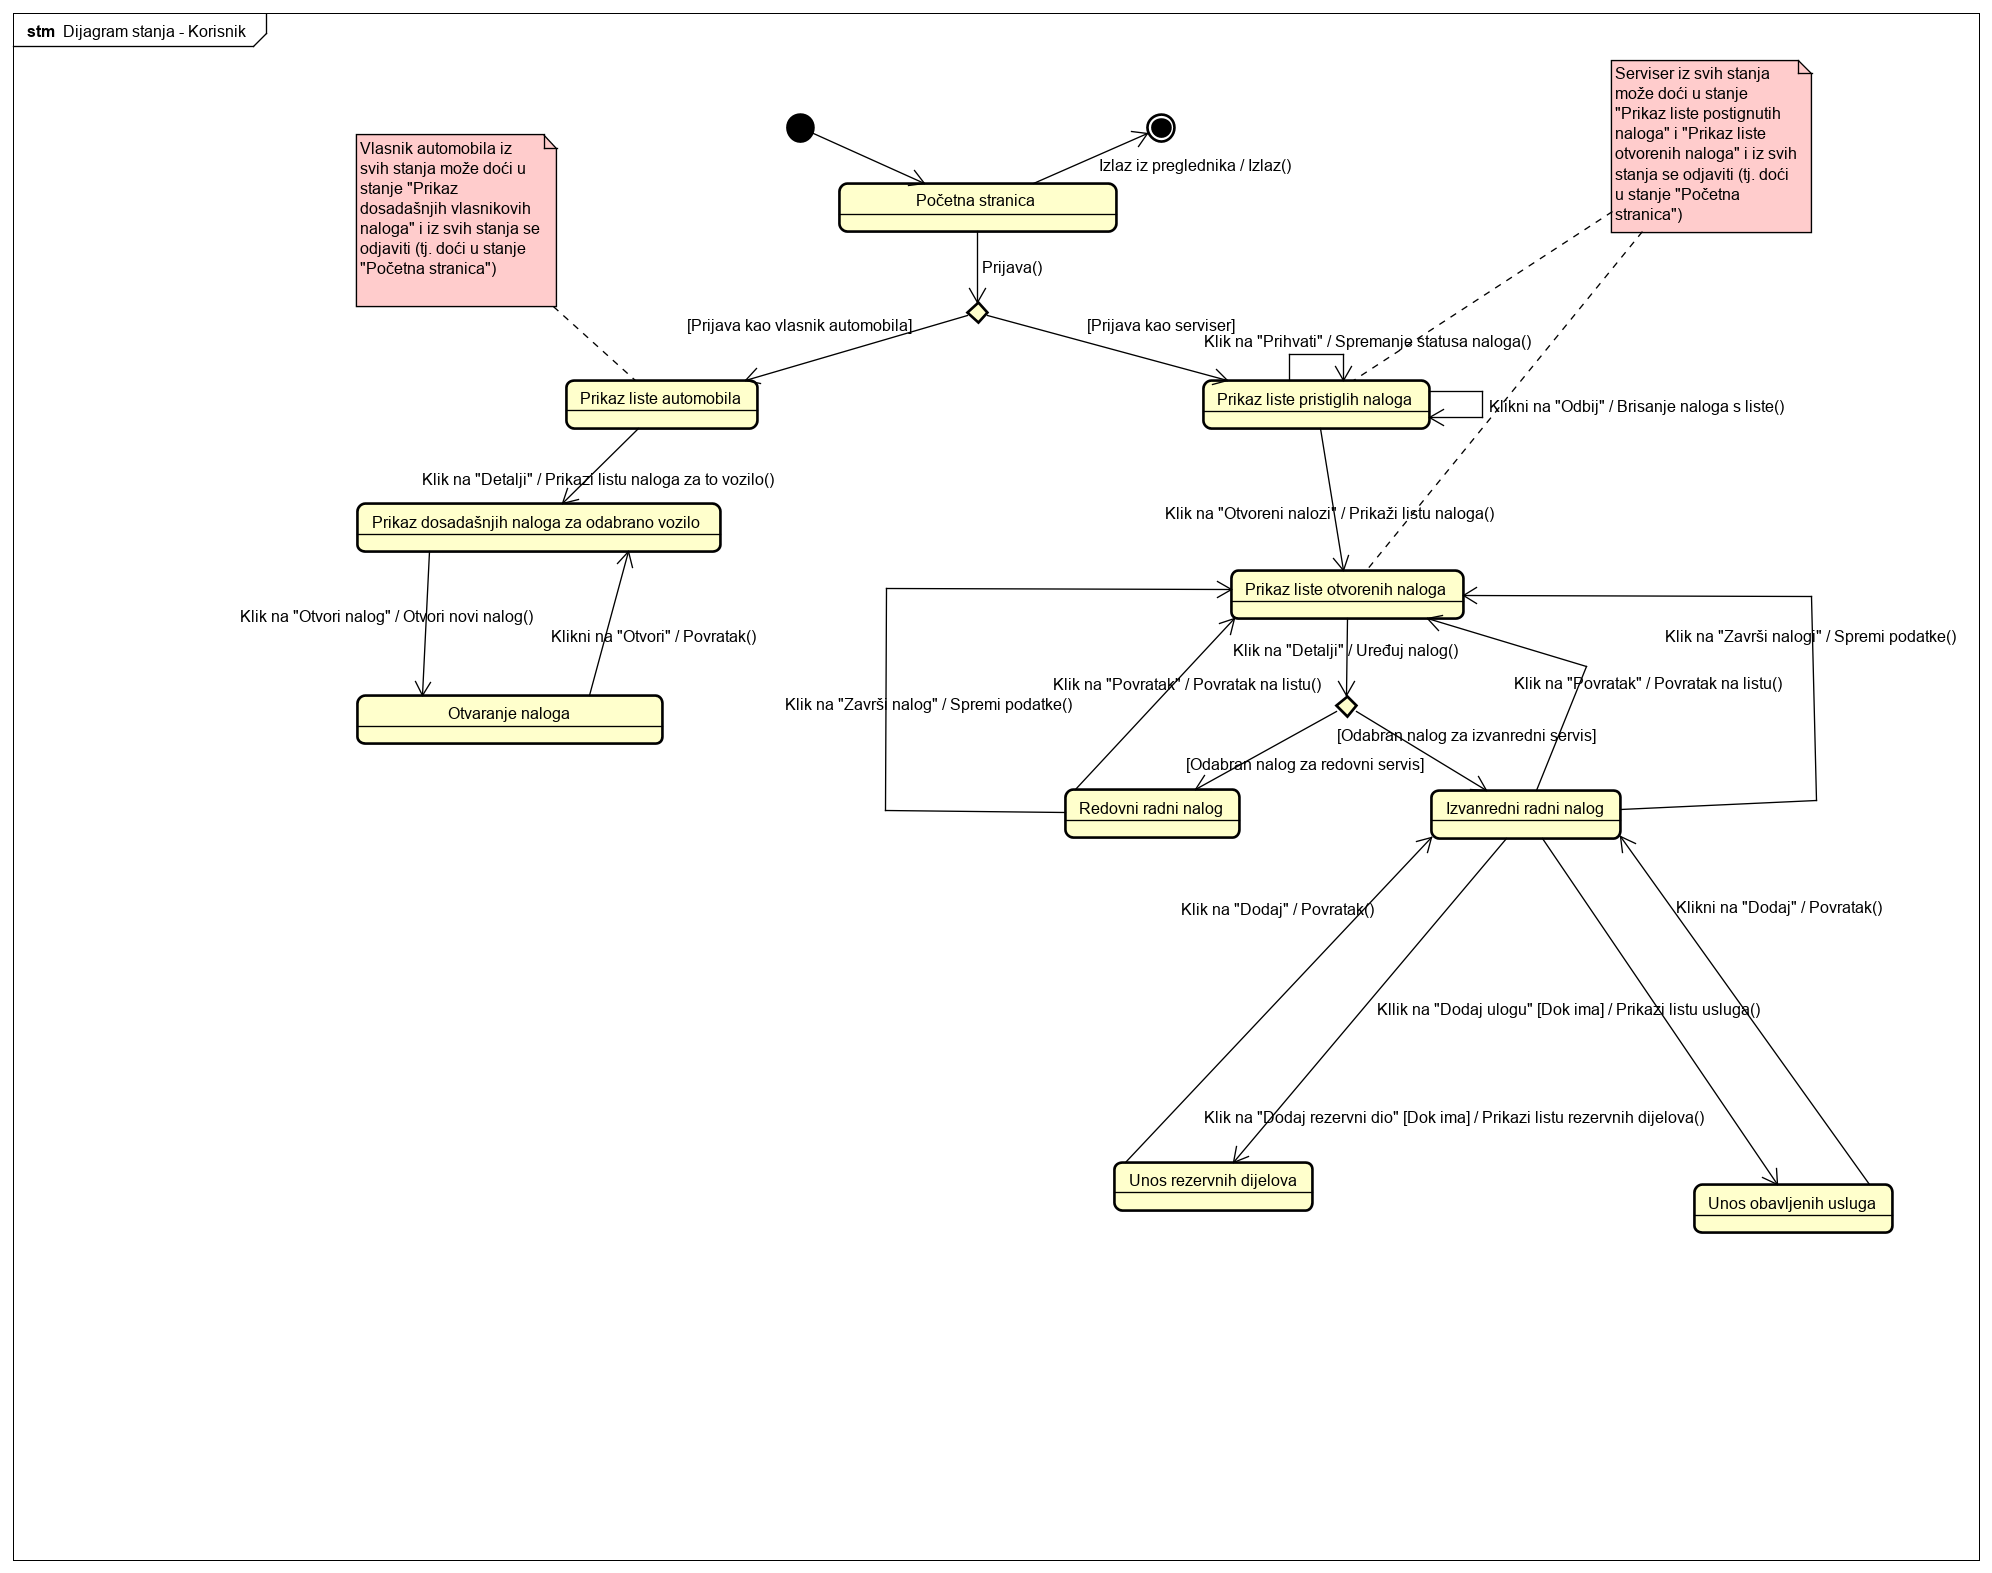 stm Dijagram stanja - Korisnik
Serviser iz svih stanja
može doći u stanje
"Prikaz liste postignutih
naloga" i "Prikaz liste
otvorenih naloga" i iz svih
stanja se odjaviti (tj. doći
u stanje "Početna
stranica")
Vlasnik automobila iz
svih stanja može doći u
stanje "Prikaz
dosadašnjih vlasnikovih
naloga" i iz svih stanja se
odjaviti (tj. doći u stanje
"Početna stranica")
Izlaz iz preglednika / Izlaz()
Početna stranica
Prijava()
[Prijava kao vlasnik automobila]
[Prijava kao serviser]
Klik na "Prihvati" / Spremanje statusa naloga()
Prikaz liste automobila
Prikaz liste pristiglih naloga
Klikni na "Odbij" / Brisanje naloga s liste()
Klik na "Detalji" / Prikazi listu naloga za to vozilo()
Prikaz dosadašnjih naloga za odabrano vozilo
Klik na "Otvoreni nalozi" / Prikaži listu naloga()
Prikaz liste otvorenih naloga
Klik na "Otvori nalog" / Otvori novi nalog()
Klikni na "Otvori" / Povratak()
Klik na "Završi nalogi" / Spremi podatke()
Klik na "Detalji" / Uređuj nalog()
Klik na "Povratak" / Povratak na listu()
Klik na "Povratak" / Povratak na listu()
Klik na "Završi nalog" / Spremi podatke()
Otvaranje naloga
[Odabran nalog za izvanredni servis]
[Odabran nalog za redovni servis]
Redovni radni nalog
Izvanredni radni nalog
Klik na "Dodaj" / Povratak()
Klikni na "Dodaj" / Povratak()
Kllik na "Dodaj ulogu" [Dok ima] / Prikazi listu usluga()
Klik na "Dodaj rezervni dio" [Dok ima] / Prikazi listu rezervnih dijelova()
Unos rezervnih dijelova
Unos obavljenih usluga